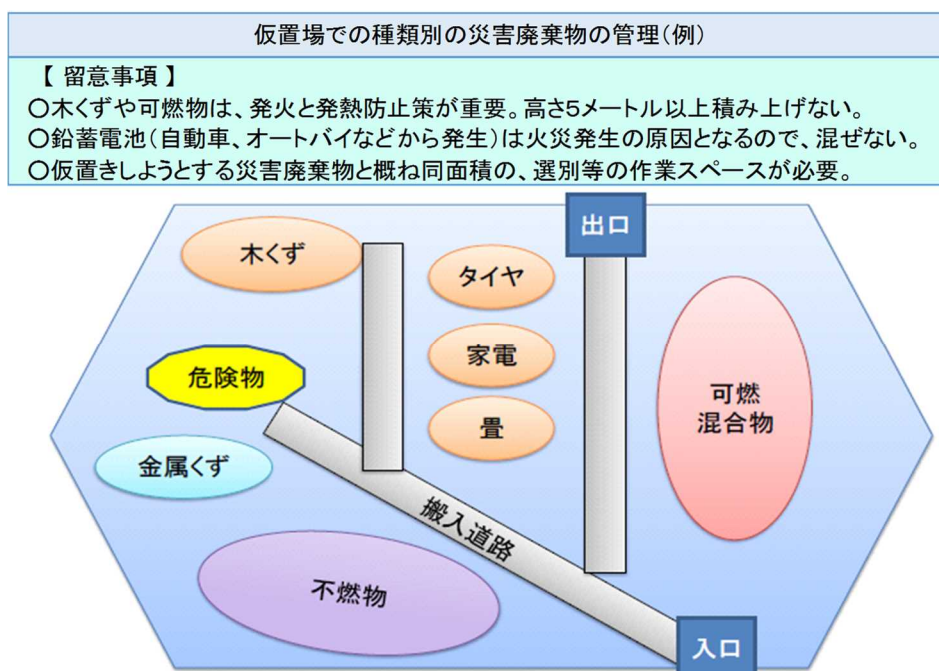 仮置場での種類別の災害廃棄物の管理（例）
【 留意事項 】
○木くずや可燃物は、発火と発熱防止策が重要。高さ５メートル以上積み上げない。
○鉛蓄電池（自動車、オートバイなどから発生）は火災発生の原因となるので、混ぜない。
○仮置きしようとする災害廃棄物と概ね同面積の、選別等の作業スペースが必要。
出口
木くず
タイヤ
家電
危険物
可燃
混合物
畳
金属くず
搬入道路
不燃物
入口